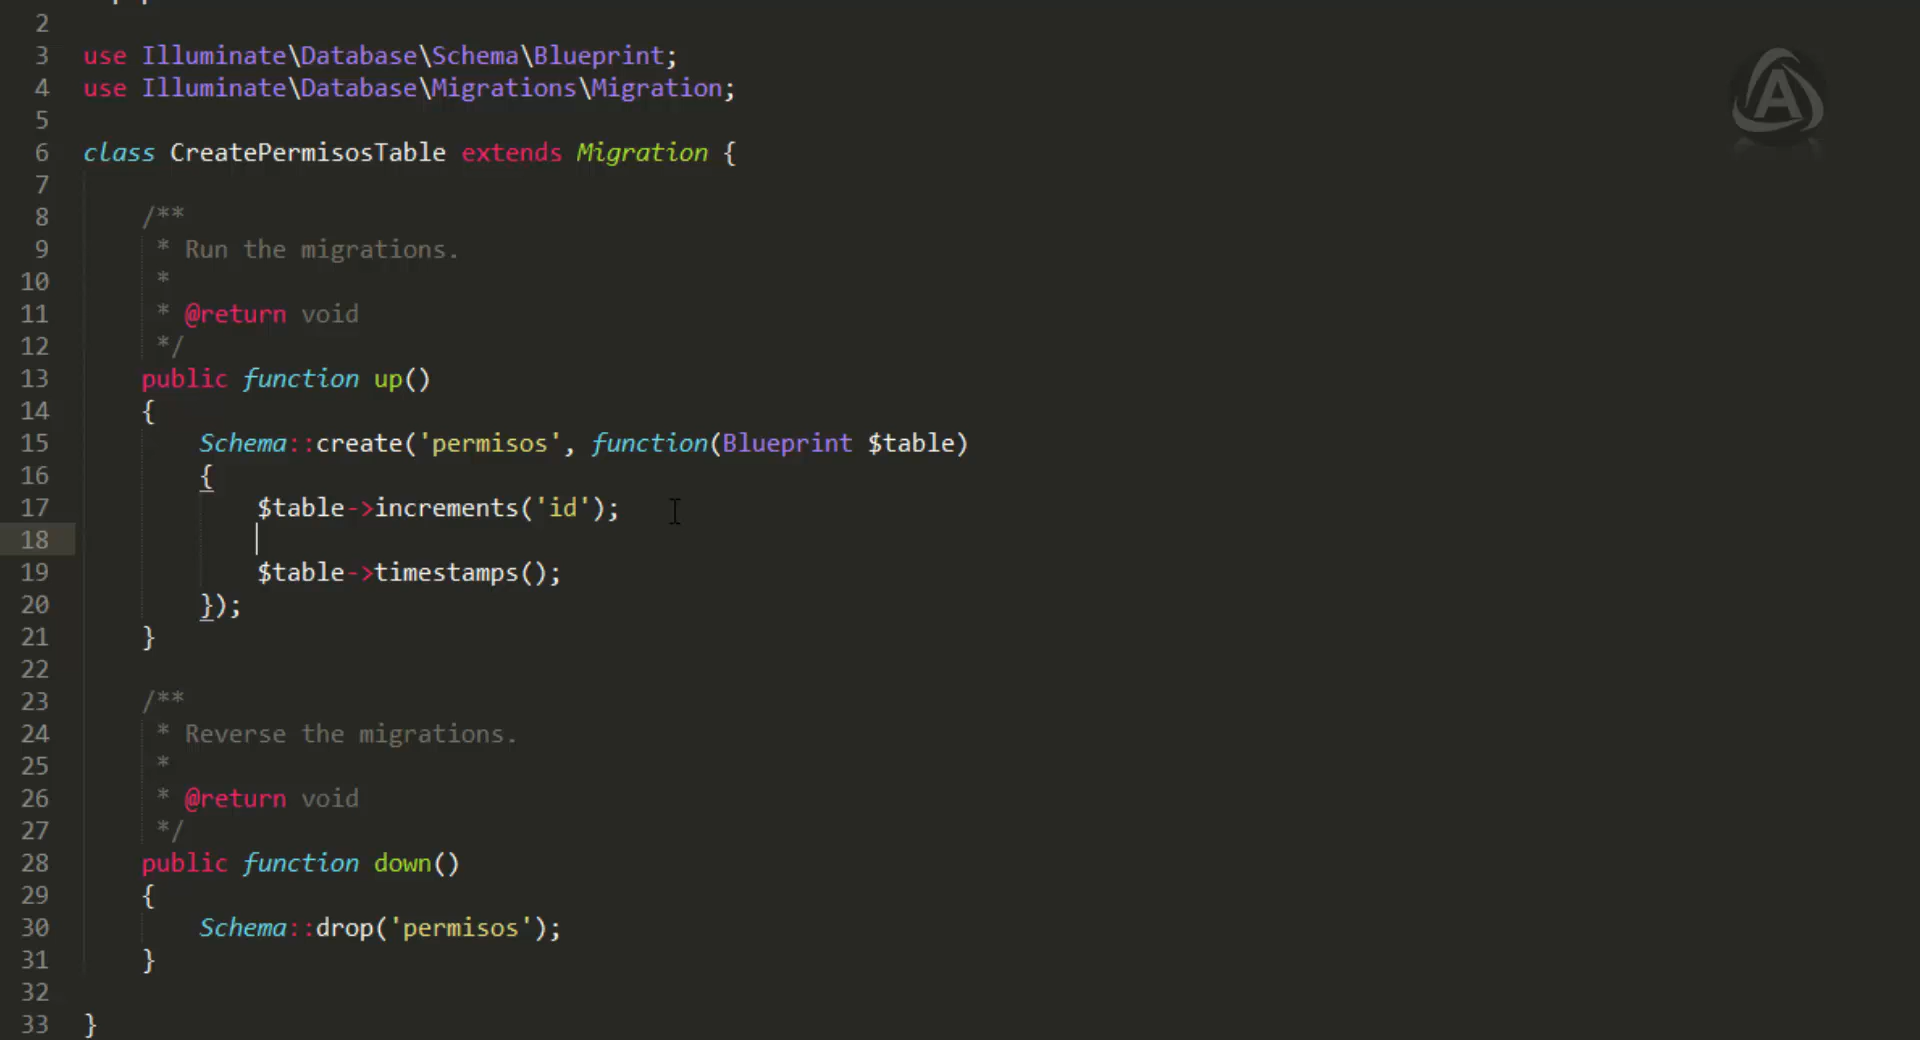 2
3 use Illuminate\Database\Schema\Blueprint;
4 use Illuminate\Database\Migrations\Migration;
5
6 class CreatePermisosTable extends Migration {
7
8 /**
9 * Run the migrations.
10 *
11 * @return void
12 */
13 public function up()
14 {
15 Schema::create('permisos', function(Blueprint $table)
16 {
17 $table->increments('id');
18
19 $table->timestamps();
20 });
21 }
22
23 /**
24 * Reverse the migrations.
25 *
26 * @return void
27 */
28 public function down()
29 {
30 Schema::drop('permisos');
31 }
32
33 }
A